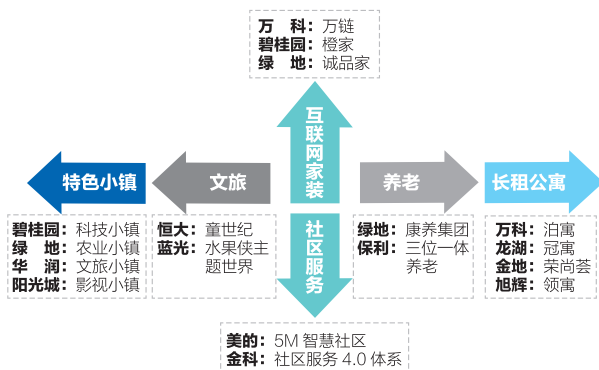 万　科：万链
碧桂园：橙家
绿　地：诚品家
互联网家装
特色小镇
文旅
养老
长租公寓
碧桂园：科技小镇
绿　地：农业小镇
华　润：文旅小镇
阳光城：影视小镇
恒大：童世纪
蓝光：水果侠主
题世界
社区服务
绿地：康养集团
保利：三位一体
养老
万科：泊寓
龙湖：冠寓
金地：荣尚荟
旭辉：领寓
美的：5M 智慧社区
金科：社区服务 4.0 体系